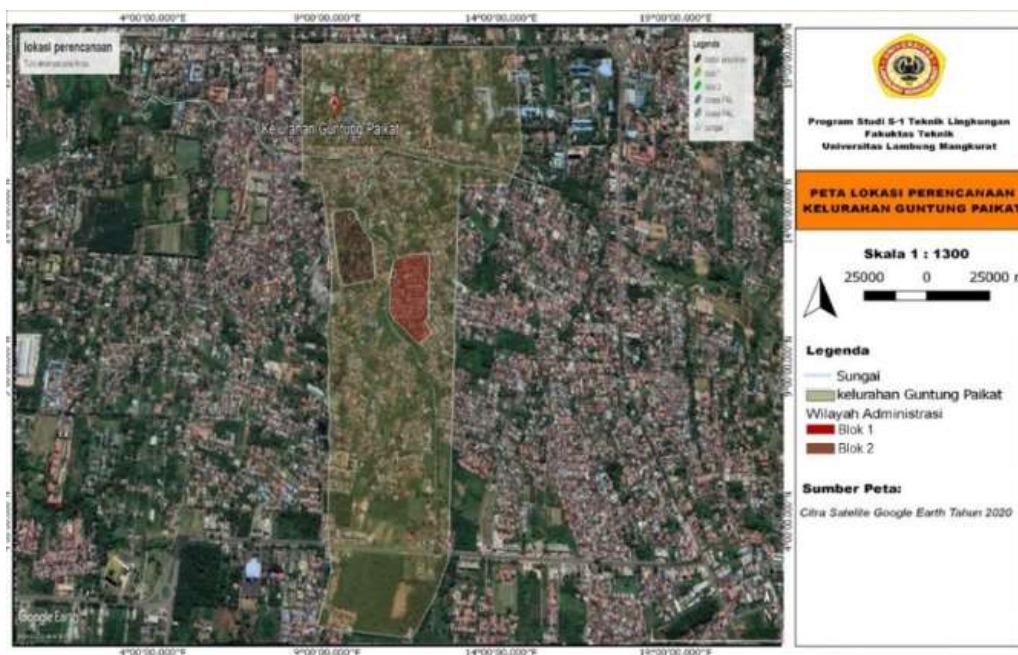 4°00'00,000"F
9°00'00,000"F
14°00'00,000"F
19°00'00,000"F
lokasi perencanaan
Legenda
Kelurahan Guntung Paikat
Google Earth
4°00'00,000"F
9°00'00,000"F
14°00'00,000"F
19°00'00,000"F
Program Studi S-1 Teknik Lingkungan
Fakuktas Teknik
Universitas Lambung Mangkurat
PETA LOKASI PERENCANAAN
KELURAHAN GUNTUNG PAIKAT
Skala 1 : 1300
25000 0 25000
Legenda
Sungai
kelurahan Guntung Paikat
Wilayah Administrasi
Blok 1
Blok 2
Sumber Peta:
Citra Satelite Google Earth Tahun 2020